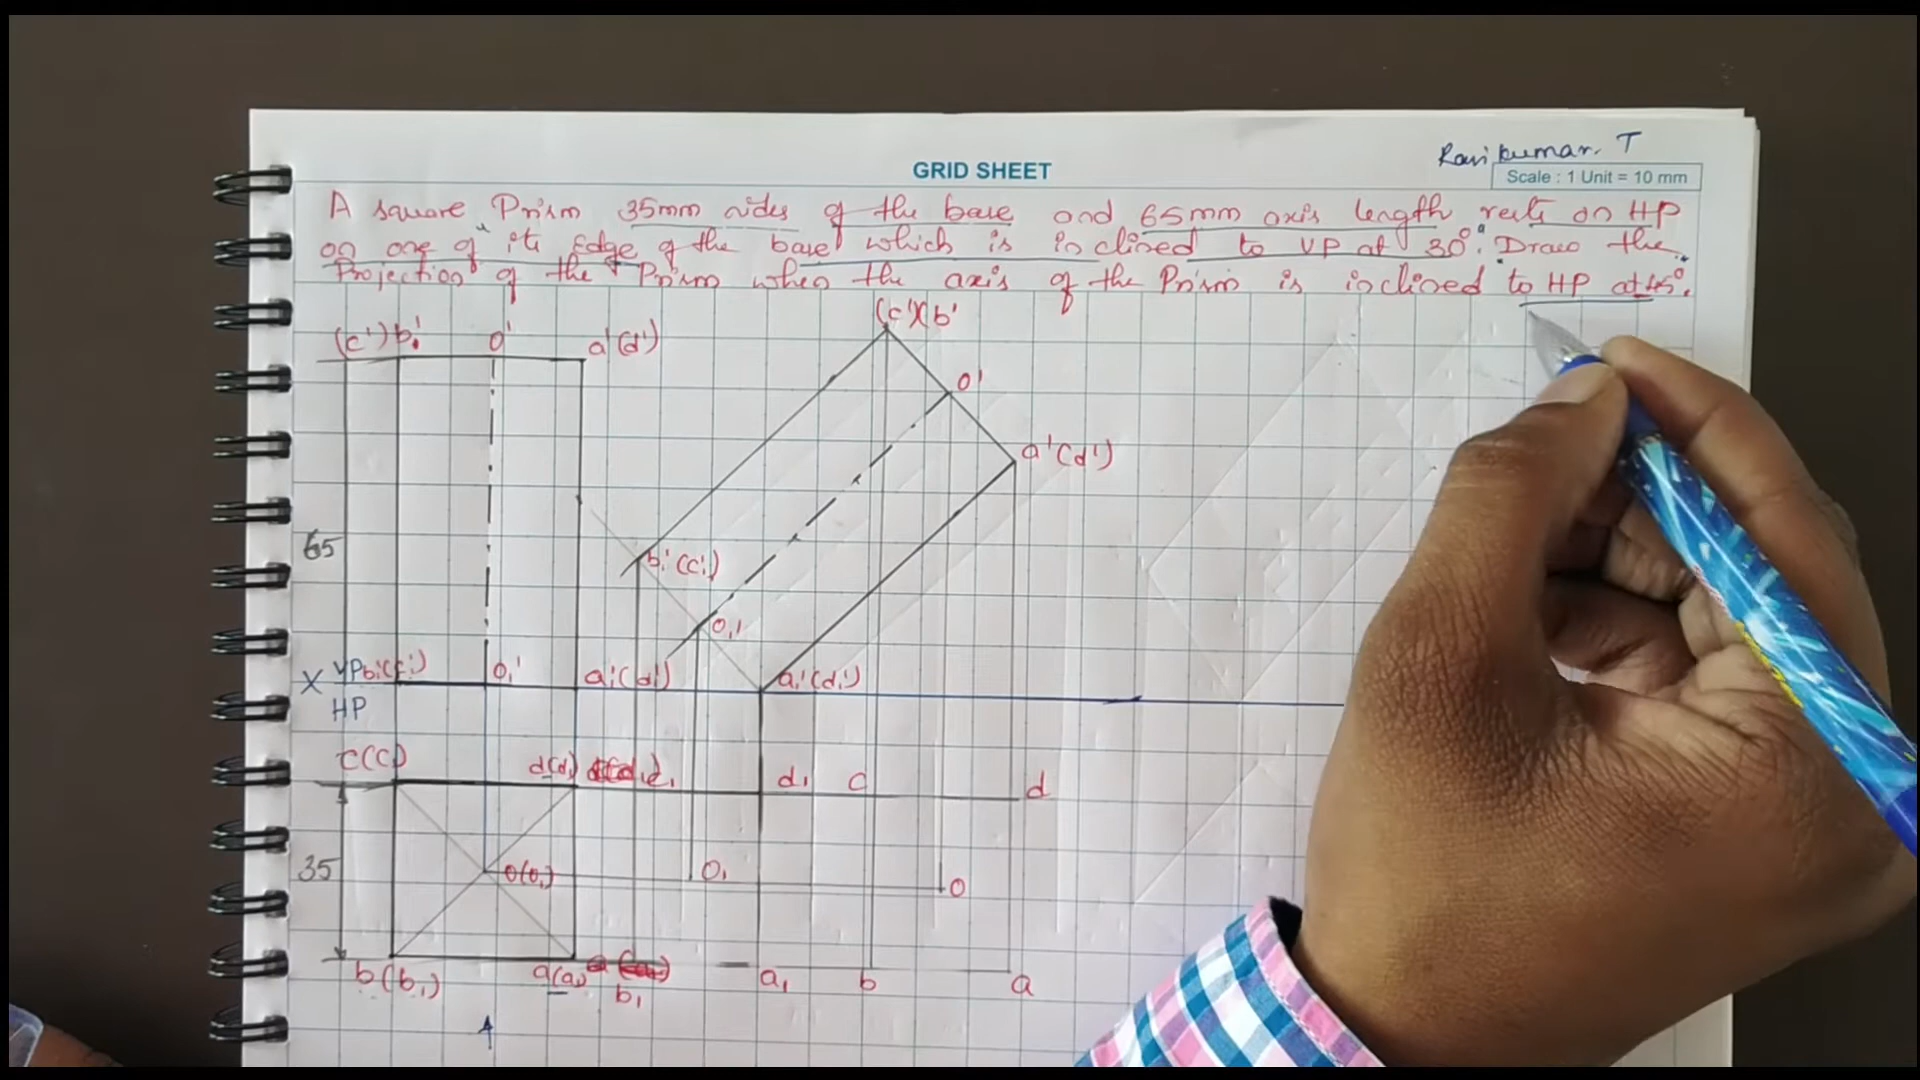 Ravikumar. T
GRID SHEET
Scale : 1 Unit = 10 mm
A square Prism 35mm sides of the base and 65mm axis length rests on HP
on one of its Edge of the base which is inclined to VP at 30°. Draw the
Projection of the Prism when the axis of the Prism is inclined to HP at 45°.
(c')(b'
(c')b' o' a'(d')
o'
a'(d')
65
b₁'(c₁')
o₁'
X VP b₁'(c₁') o₁' a₁'(d₁') a₁'(d₁')
HP
c(c) d(d₁) c₁ d₁ c d
35 o(o₁) o₁ o
b(b₁) a(a₁) b₁ a₁ b a